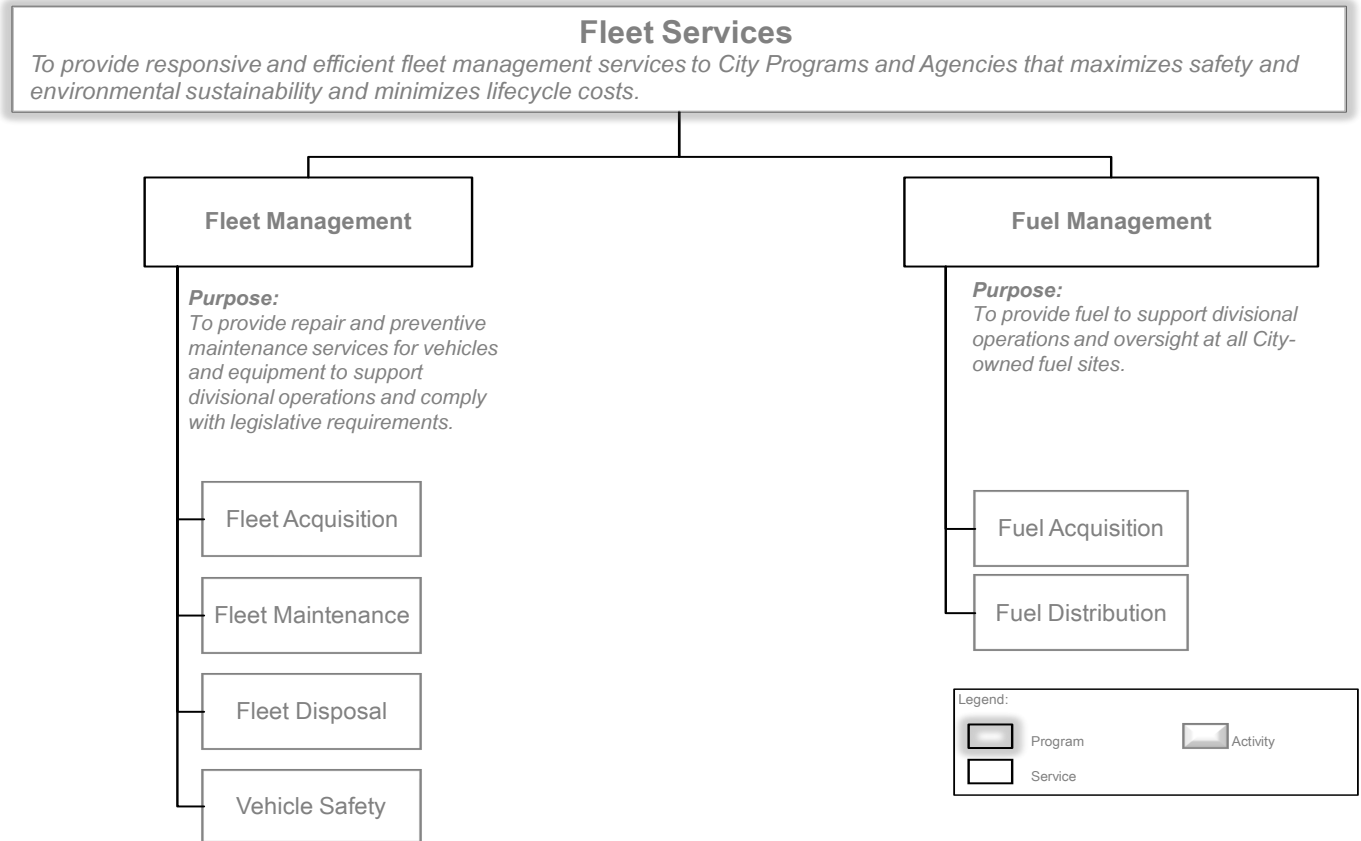 Fleet Services
To provide responsive and efficient fleet management services to City Programs and Agencies that maximizes safety and
environmental sustainability and minimizes lifecycle costs.
Fleet Management
Purpose:
To provide repair and preventive
maintenance services for vehicles
and equipment to support
divisional operations and comply
with legislative requirements.
Fleet Acquisition
Fleet Maintenance
Fleet Disposal
Vehicle Safety
Fuel Management
Purpose:
To provide fuel to support divisional
operations and oversight at all City-
owned fuel sites.
Fuel Acquisition
Fuel Distribution
Legend:
Program
Activity
Service